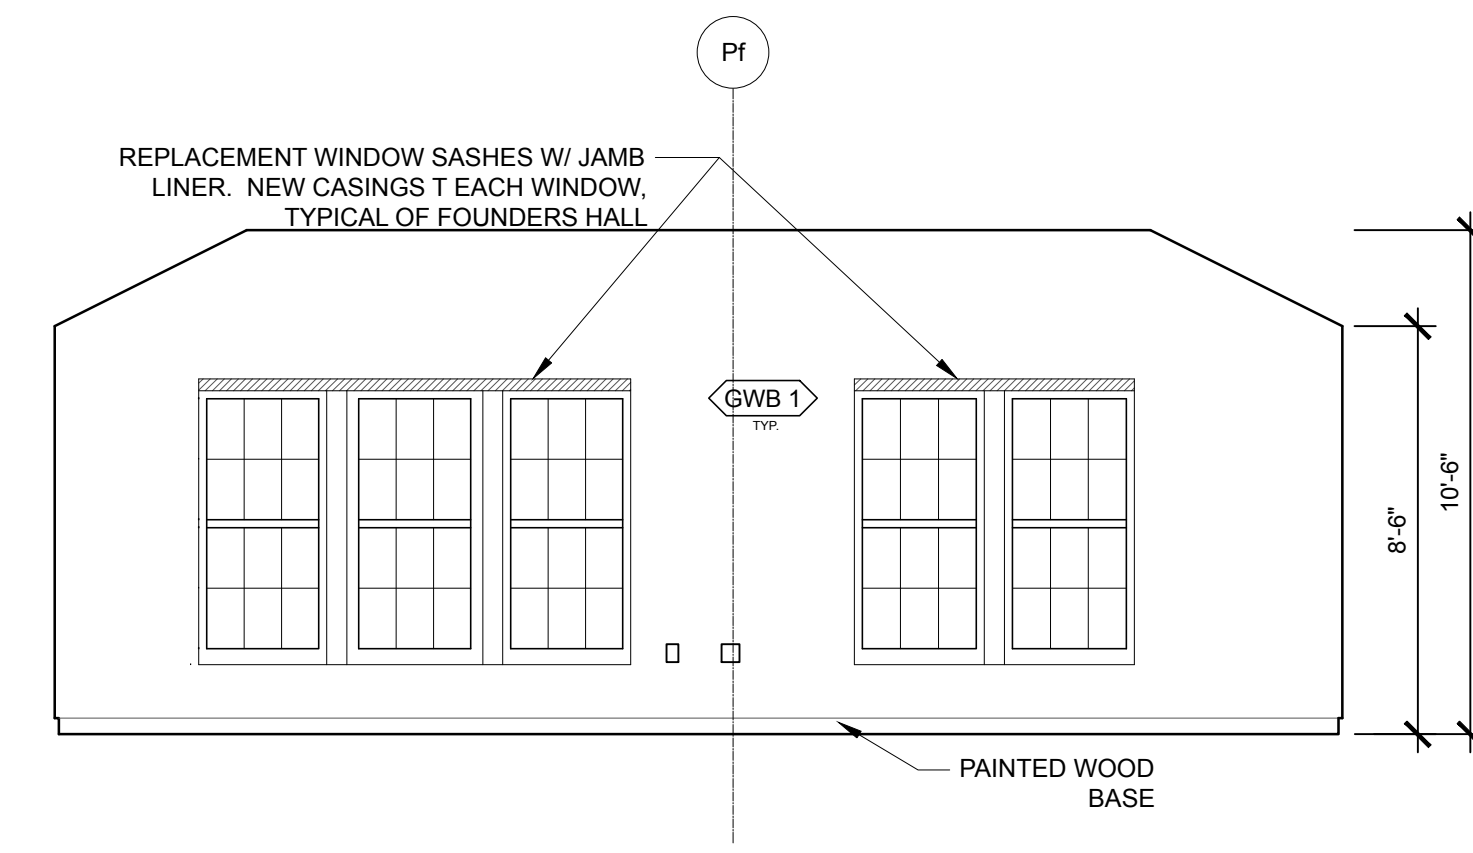 Pf
REPLACEMENT WINDOW SASHES W/ JAMB
LINER. NEW CASINGS T EACH WINDOW,
TYPICAL OF FOUNDERS HALL
GWB 1
TYP.
8'-6"
10'-6"
PAINTED WOOD
BASE